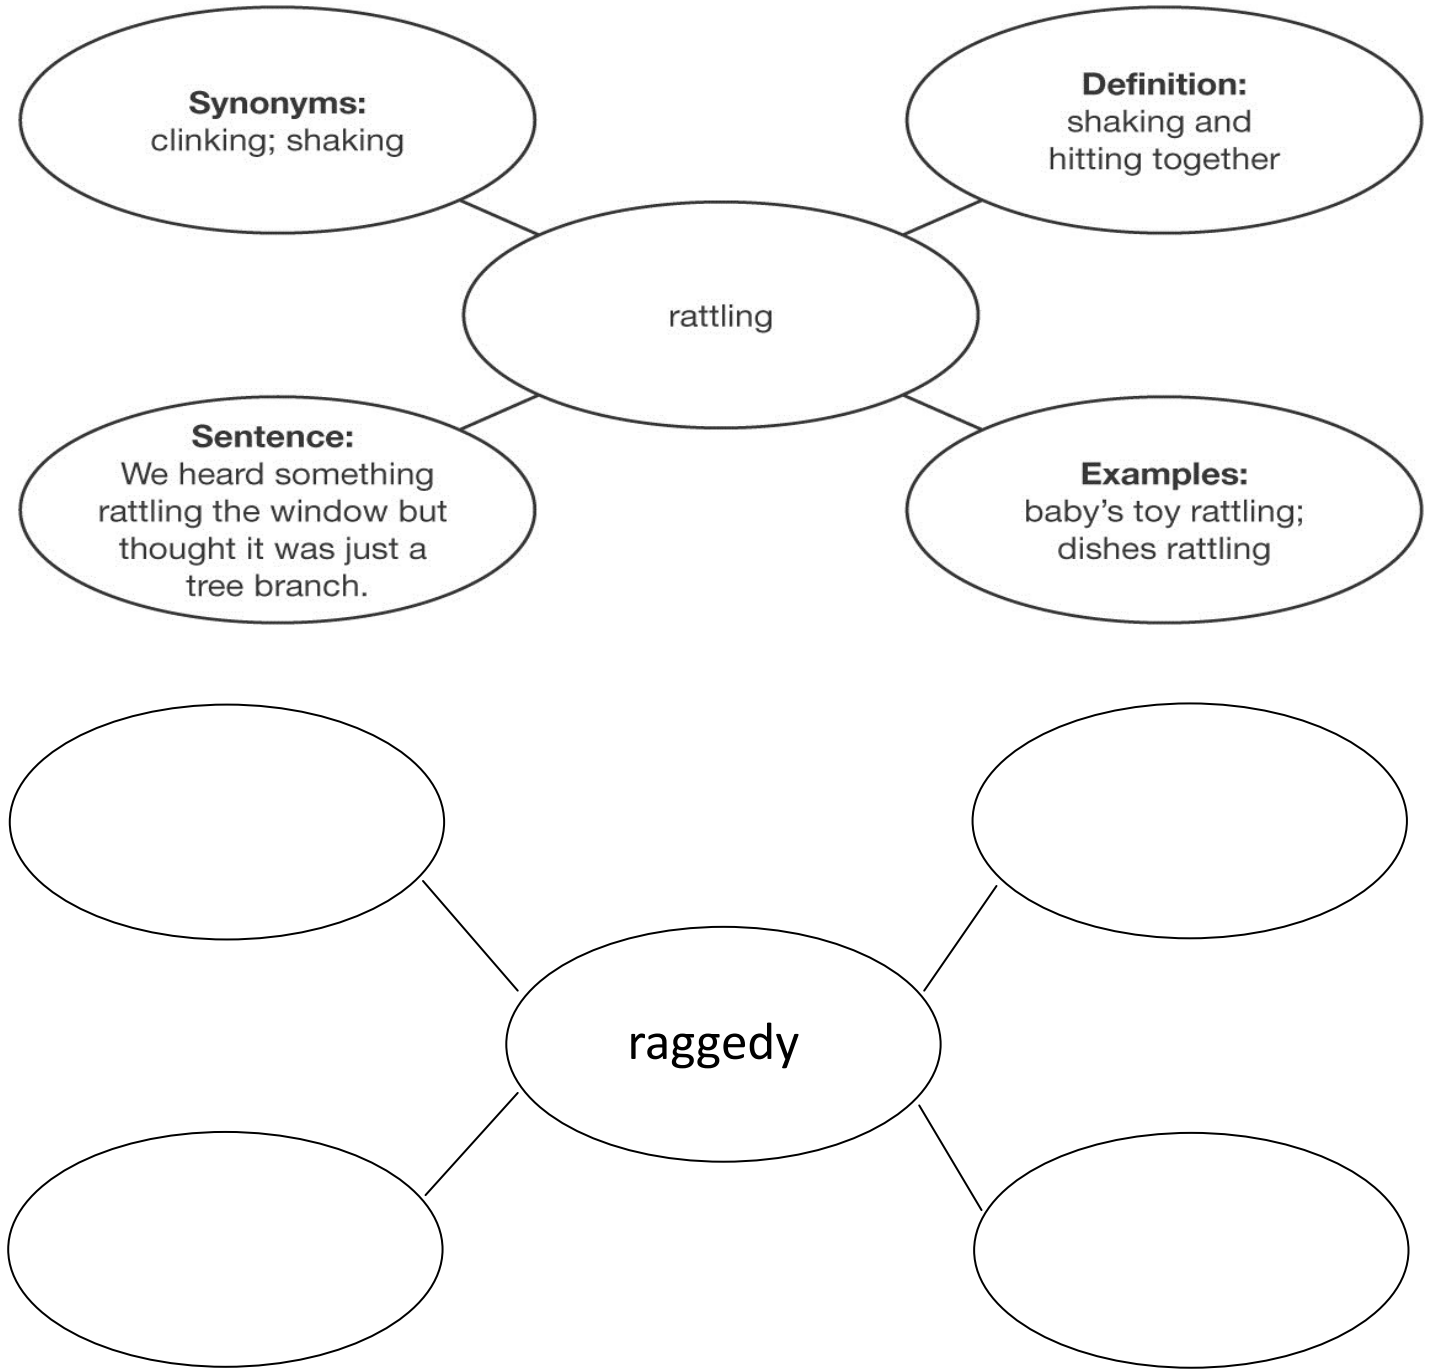 Synonyms:
clinking; shaking
Definition:
shaking and
hitting together
rattling
Sentence:
We heard something
rattling the window but
thought it was just a
tree branch.
Examples:
baby’s toy rattling;
dishes rattling
raggedy